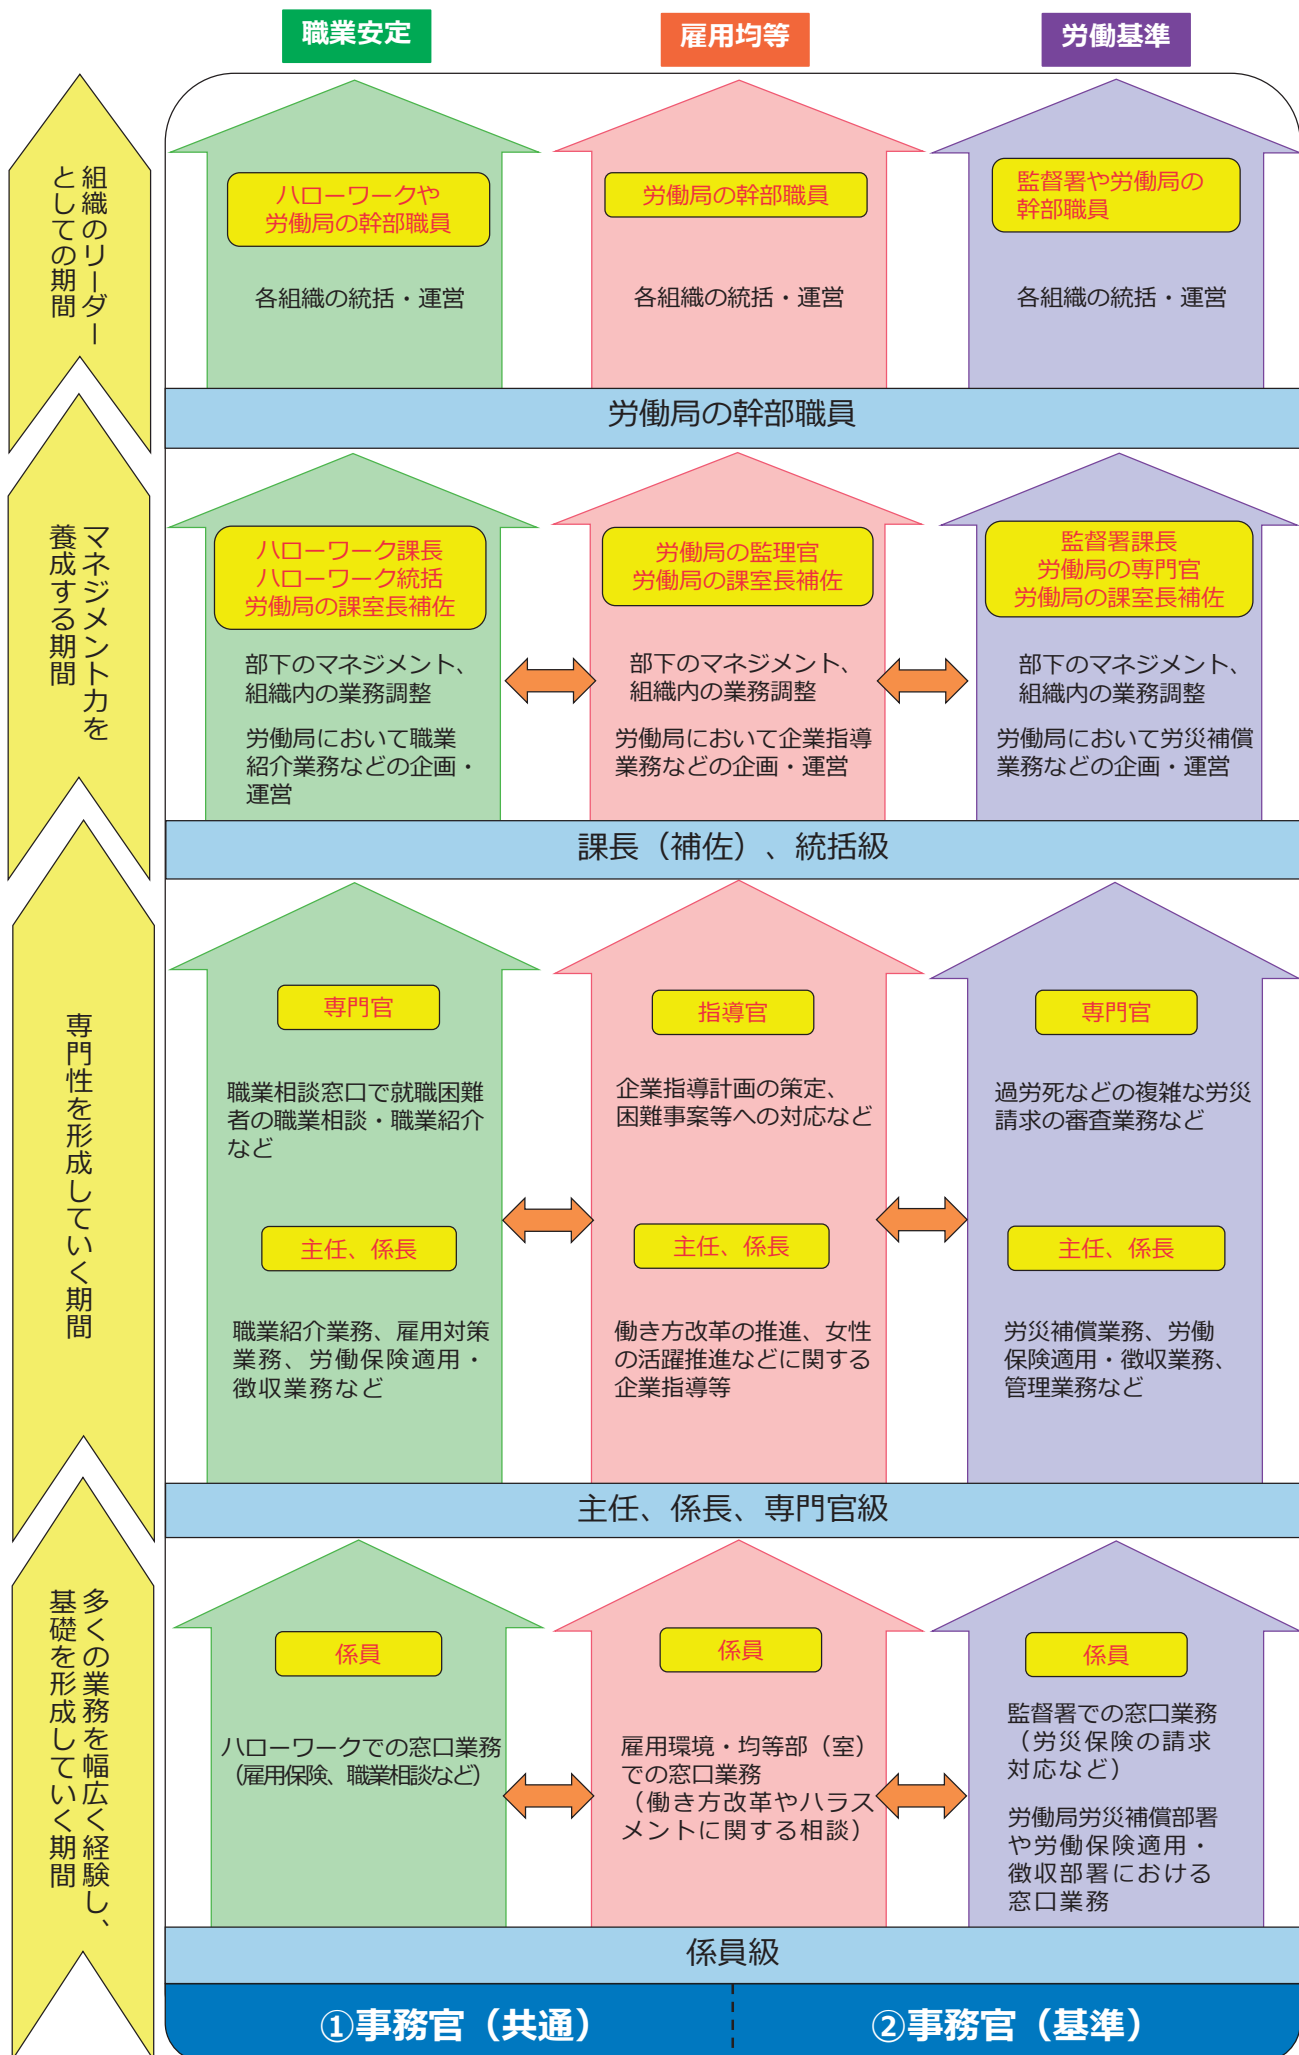 職業安定
雇用均等
労働基準
組織のリーダー
としての期間
ハローワークや
労働局の幹部職員
各組織の統括・運営
労働局の幹部職員
各組織の統括・運営
監督署や労働局の
幹部職員
各組織の統括・運営
労働局の幹部職員
マネジメント力を
養成する期間
ハローワーク課長
ハローワーク統括
労働局の課室長補佐
部下のマネジメント、
組織内の業務調整
労働局において職業
紹介業務などの企画・
運営
労働局の監理官
労働局の課室長補佐
部下のマネジメント、
組織内の業務調整
労働局において企業指導
業務などの企画・運営
監督署課長
労働局の専門官
労働局の課室長補佐
部下のマネジメント、
組織内の業務調整
労働局において労災補償
業務などの企画・運営
課長（補佐）、統括級
専門性を形成していく期間
専門官
職業相談窓口で就職困難
者の職業相談・職業紹介
など
主任、係長
職業紹介業務、雇用対策
業務、労働保険適用・
徴収業務など
指導官
企業指導計画の策定、
困難事案等への対応など
主任、係長
働き方改革の推進、女性
の活躍推進などに関する
企業指導等
専門官
過労死などの複雑な労災
請求の審査業務など
主任、係長
労災補償業務、労働
保険適用・徴収業務、
管理業務など
主任、係長、専門官級
多くの業務を幅広く経験し、
基礎を形成していく期間
係員
ハローワークでの窓口業務
（雇用保険、職業相談など）
係員
雇用環境・均等部（室）
での窓口業務
（働き方改革やハラス
メントに関する相談）
係員
監督署での窓口業務
（労災保険の請求
対応など）
労働局労災補償部署
や労働保険適用・
徴収部署における
窓口業務
係員級
①事務官（共通）
②事務官（基準）